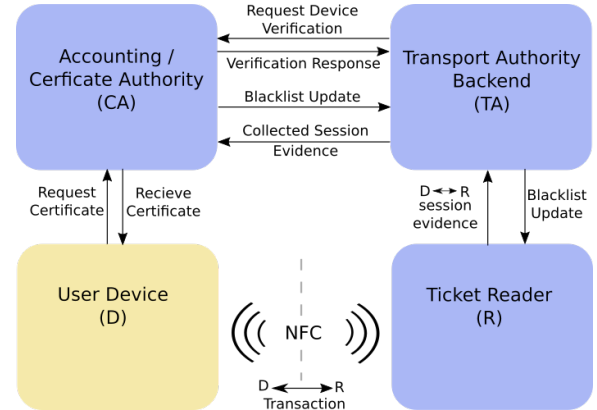 Request Device
Verification
Accounting /
Cerficate Authority
(CA)
Verification Response
Transport Authority
Backend
(TA)
Blacklist Update
Collected Session
Evidence
Request
Certificate
Recieve
Certificate
D R
session
evidence
Blacklist
Update
User Device
(D)
NFC
Ticket Reader
(R)
D R
Transaction